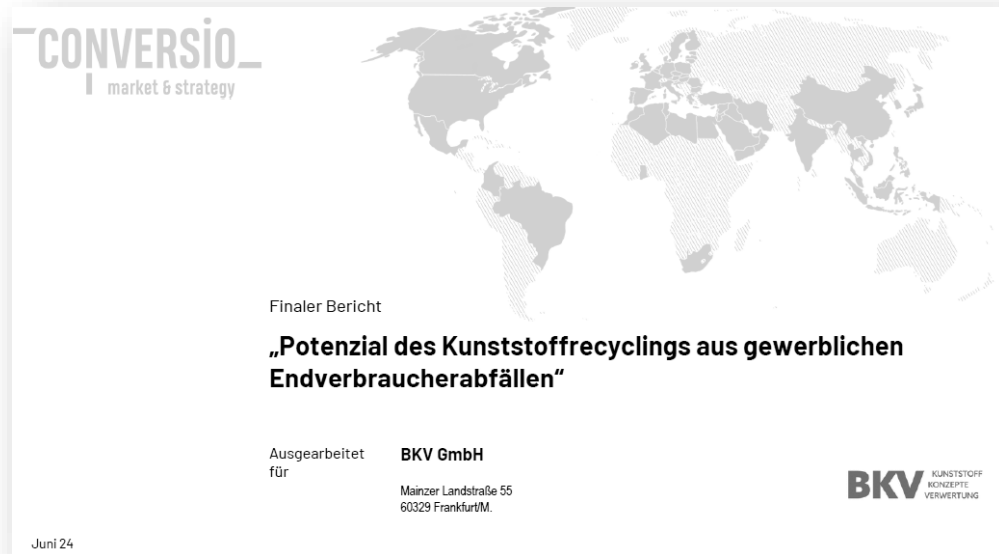 CONVERSIO
market & strategy
Finaler Bericht
„Potenzial des Kunststoffrecyclings aus gewerblichen
Endverbraucherabfällen“
Ausgearbeitet
für
BKV GmbH
Mainzer Landstraße 55
60329 Frankfurt/M.
BKV
KUNSTSTOFF
KONZEPTE
VERWERTUNG
Juni 24